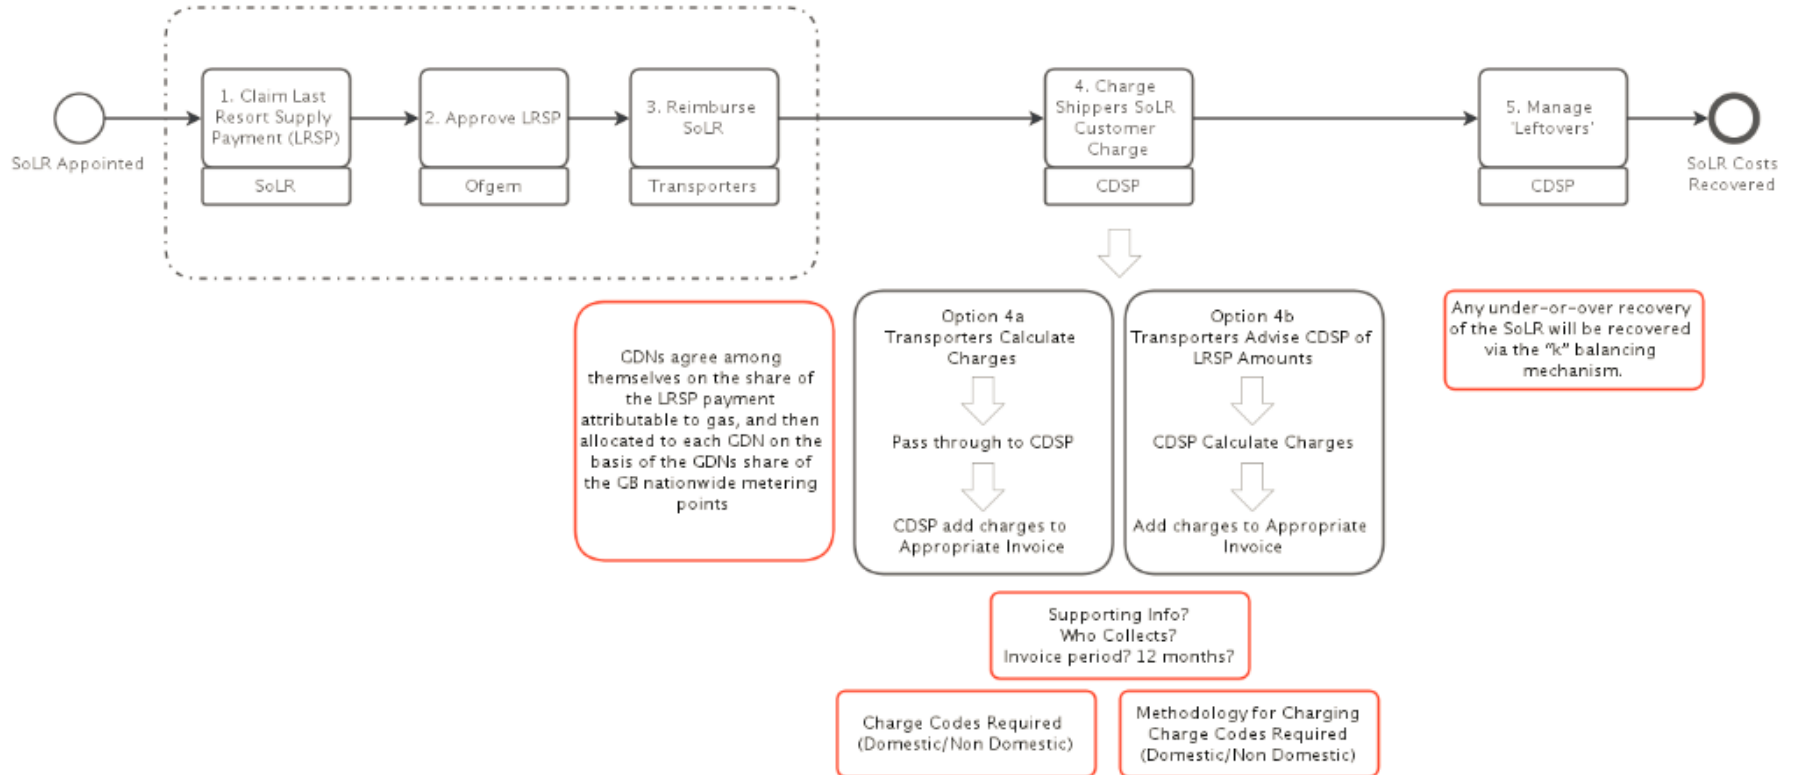 SoLR Appointed
1. Claim Last
Resort Supply
Payment (LRSP)
SoLR
2. Approve LRSP
Ofgem
3. Reimburse
SoLR
Transporters
4. Charge
Shippers SoLR
Customer
Charge
CDSP
5. Manage
'Leftovers'
CDSP
SoLR Costs
Recovered
GDNs agree among
themselves on the share of
the LRSP payment
attributable to gas, and then
allocated to each GDN on the
basis of the GDNs share of
the GB nationwide metering
points
Option 4a
Transporters Calculate
Charges
Pass through to CDSP
CDSP add charges to
Appropriate Invoice
Option 4b
Transporters Advise CDSP of
LRSP Amounts
CDSP Calculate Charges
Add charges to Appropriate
Invoice
Any under-or-over recovery
of the SoLR will be recovered
via the "k" balancing
mechanism.
Supporting Info?
Who Collects?
Invoice period? 12 months?
Charge Codes Required
(Domestic/Non Domestic)
Methodology for Charging
Charge Codes Required
(Domestic/Non Domestic)